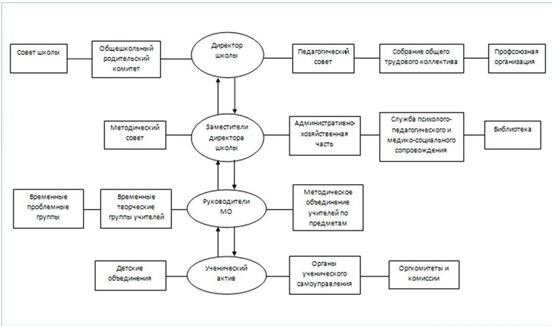 Совет школы
Общешкольный
родительский
комитет
Директор
школы
Педагогический
совет
Собрание общего
трудового коллектива
Профсоюзная
организация
Методический
совет
Заместители
директора
школы
Административно-
хозяйственная
часть
Служба психолого-
педагогического и
медико-социального
сопровождения
Библиотека
Временные
проблемные
группы
Временные
творческие
группы учителей
Руководители
МО
Методическое
объединение
учителей по
предметам
Детские
объединения
Ученический
актив
Органы
ученического
самоуправления
Оргкомитеты и
комиссии